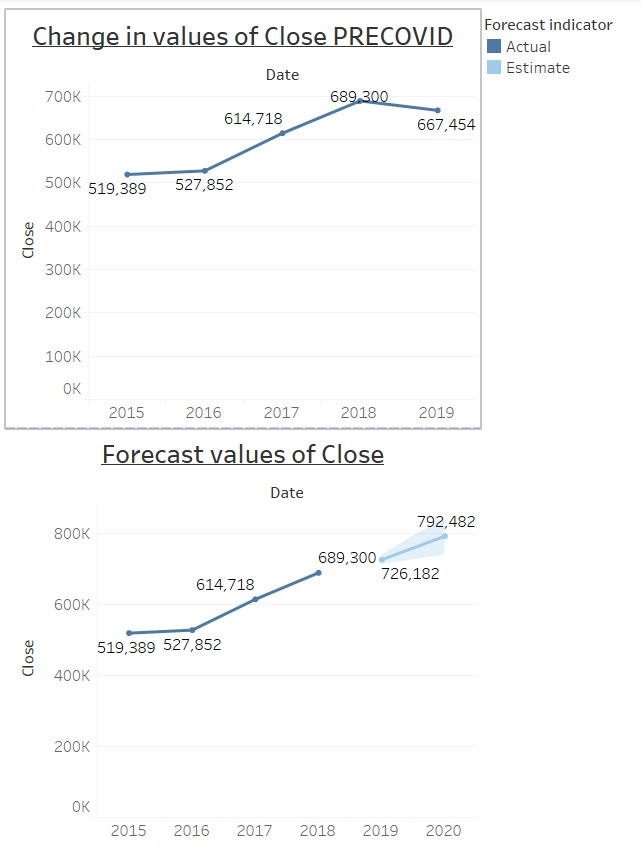 Change in values of Close PRECOVID
Forecast indicator
Actual
Estimate
Date
700K
600K
500K
400K
300K
200K
100K
0K
Close
519,389
527,852
614,718
689,300
667,454
2015 2016 2017 2018 2019
Forecast values of Close
Date
800K
600K
400K
200K
0K
Close
519,389
527,852
614,718
689,300
726,182
792,482
2015 2016 2017 2018 2019 2020